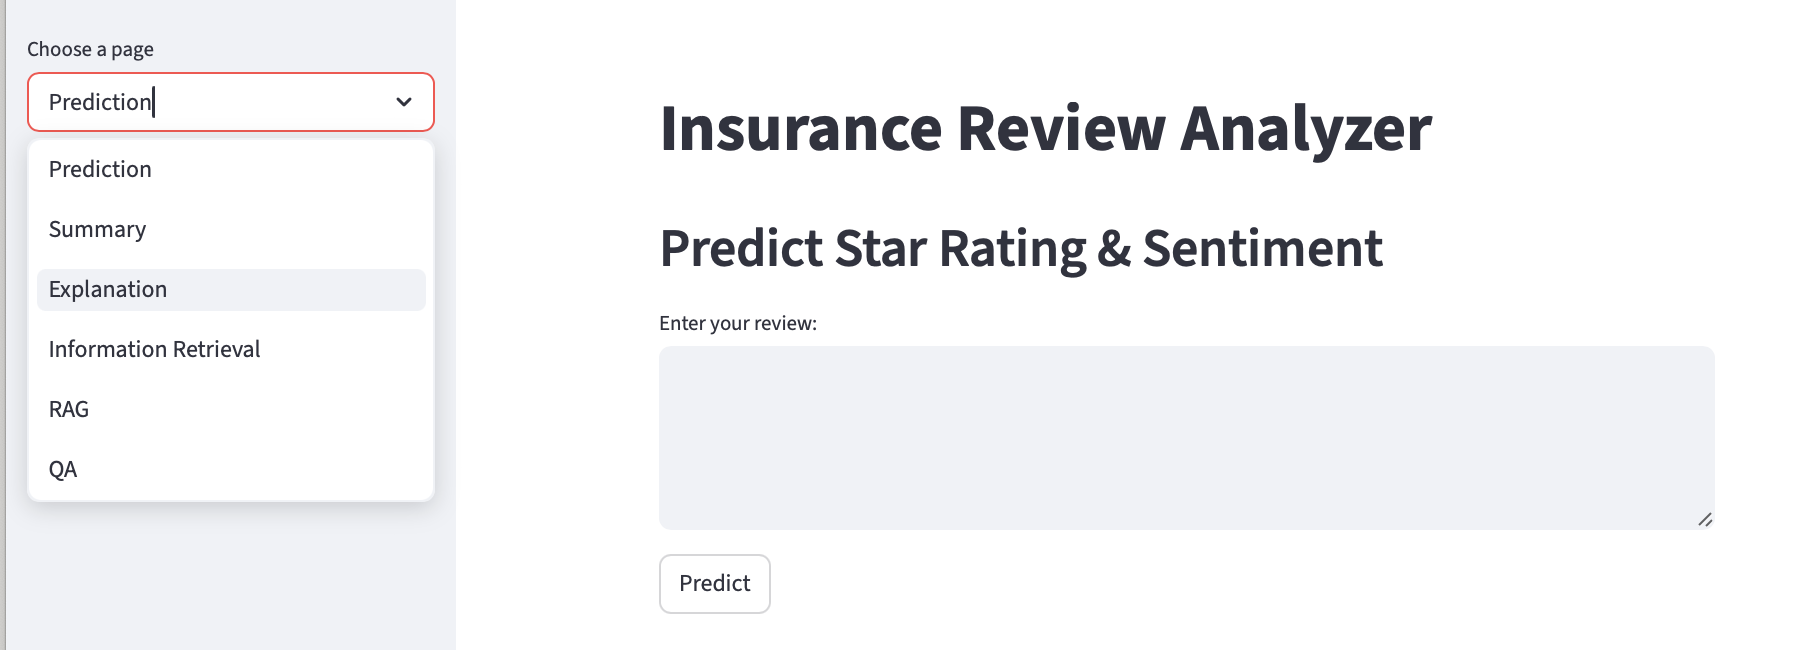 Choose a page
Prediction
Prediction
Summary
Explanation
Information Retrieval
RAG
QA
Insurance Review Analyzer
Predict Star Rating & Sentiment
Enter your review:
Predict